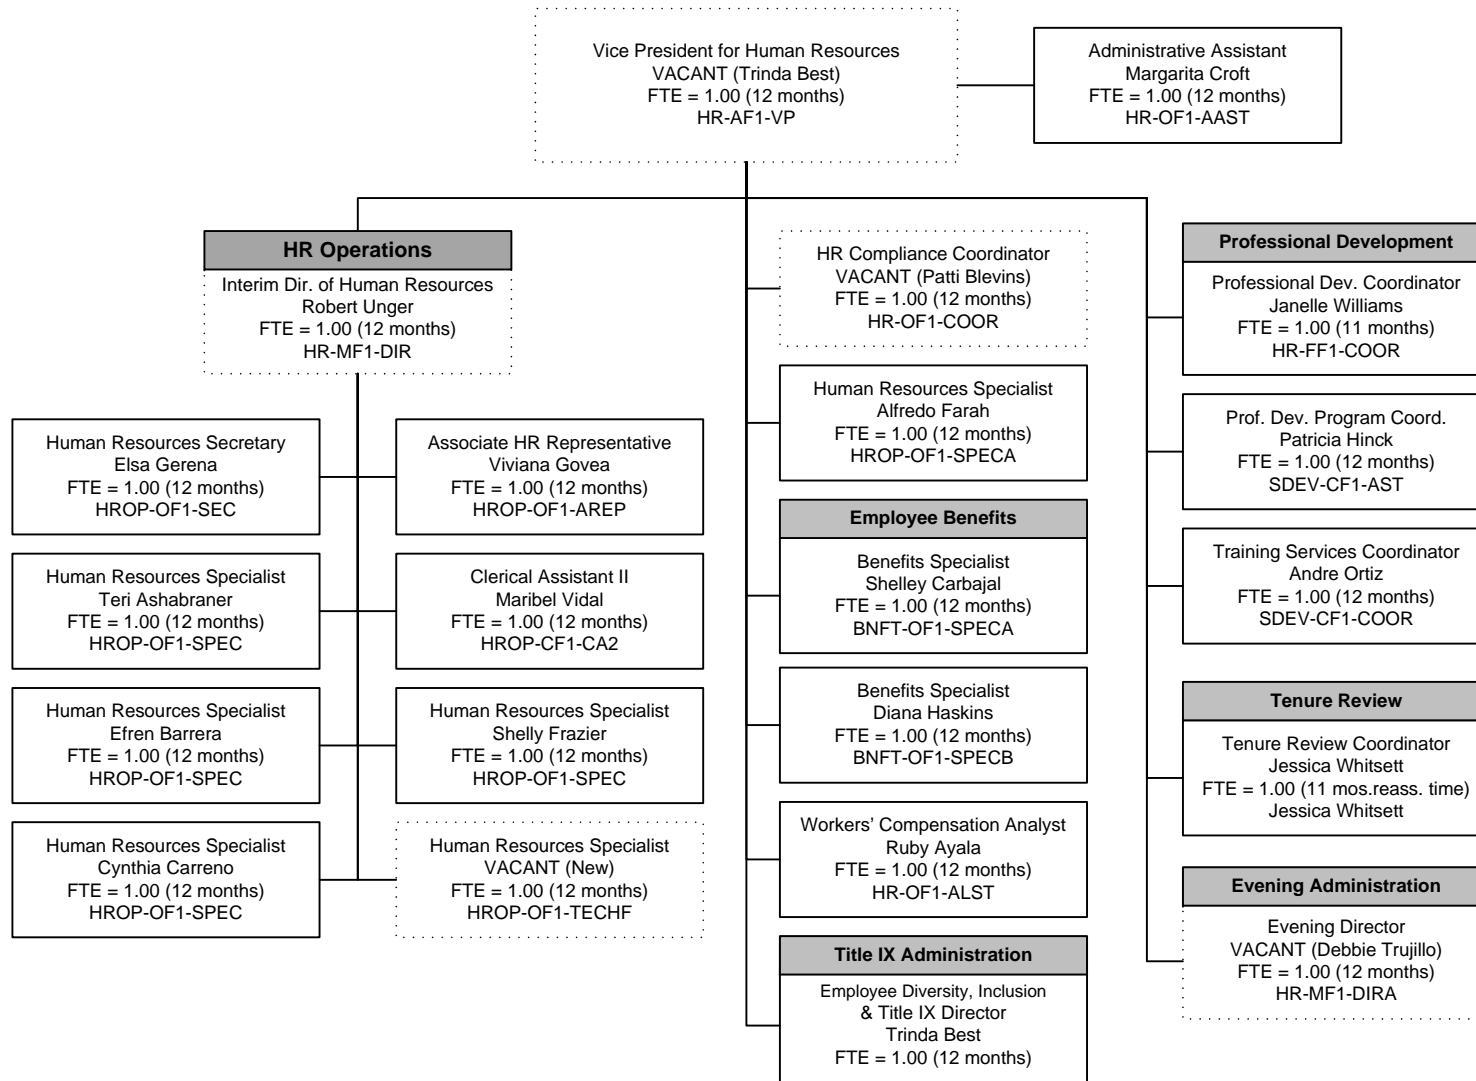 Vice President for Human Resources
VACANT (Trinda Best)
FTE = 1.00 (12 months)
HR-AF1-VP
Administrative Assistant
Margarita Croft
FTE = 1.00 (12 months)
HR-OF1-AAST
HR Operations
Interim Dir. of Human Resources
Robert Unger
FTE = 1.00 (12 months)
HR-MF1-DIR
Human Resources Secretary
Elsa Gerena
FTE = 1.00 (12 months)
HROP-OF1-SEC
Associate HR Representative
Viviana Govea
FTE = 1.00 (12 months)
HROP-OF1-AREP
Human Resources Specialist
Teri Ashabraner
FTE = 1.00 (12 months)
HROP-OF1-SPEC
Clerical Assistant II
Maribel Vidal
FTE = 1.00 (12 months)
HROP-CF1-CA2
Human Resources Specialist
Efren Barrera
FTE = 1.00 (12 months)
HROP-OF1-SPEC
Human Resources Specialist
Shelly Frazier
FTE = 1.00 (12 months)
HROP-OF1-SPEC
Human Resources Specialist
Cynthia Carreno
FTE = 1.00 (12 months)
HROP-OF1-SPEC
Human Resources Specialist
VACANT (New)
FTE = 1.00 (12 months)
HROP-OF1-TECHF
HR Compliance Coordinator
VACANT (Patti Blevins)
FTE = 1.00 (12 months)
HR-OF1-COOR
Human Resources Specialist
Alfredo Farah
FTE = 1.00 (12 months)
HROP-OF1-SPECA
Employee Benefits
Benefits Specialist
Shelley Carbajal
FTE = 1.00 (12 months)
BNFT-OF1-SPECA
Benefits Specialist
Diana Haskins
FTE = 1.00 (12 months)
BNFT-OF1-SPECB
Workers’ Compensation Analyst
Ruby Ayala
FTE = 1.00 (12 months)
HR-OF1-ALST
Title IX Administration
Employee Diversity, Inclusion
& Title IX Director
Trinda Best
FTE = 1.00 (12 months)
Professional Development
Professional Dev. Coordinator
Janelle Williams
FTE = 1.00 (11 months)
HR-FF1-COOR
Prof. Dev. Program Coord.
Patricia Hinck
FTE = 1.00 (12 months)
SDEV-CF1-AST
Training Services Coordinator
Andre Ortiz
FTE = 1.00 (12 months)
SDEV-CF1-COOR
Tenure Review
Tenure Review Coordinator
Jessica Whitsett
FTE = 1.00 (11 mos.reass. time)
Jessica Whitsett
Evening Administration
Evening Director
VACANT (Debbie Trujillo)
FTE = 1.00 (12 months)
HR-MF1-DIRA